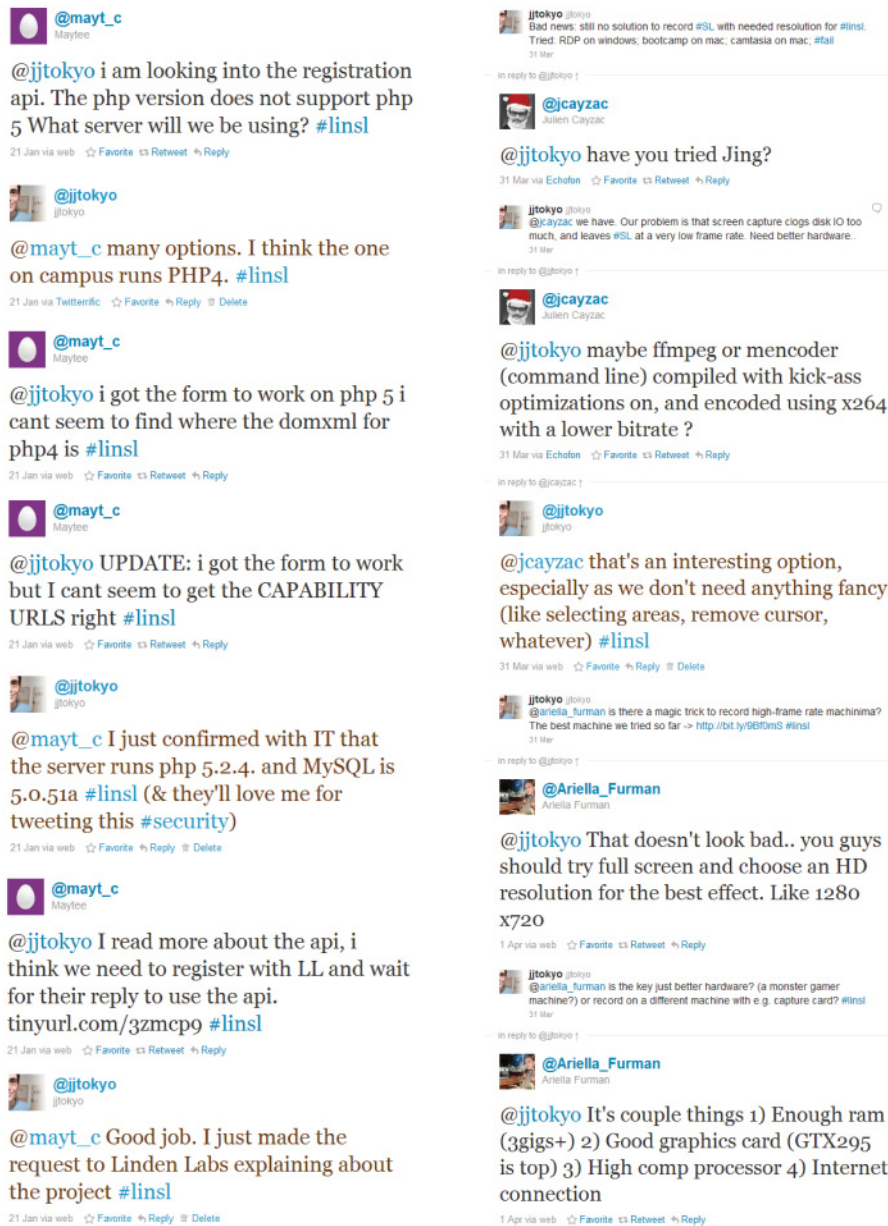 @mayt_c
Maytee
@jjtokyo i am looking into the registration
api. The php version does not support php
5 What server will we be using? #linsl
21 Jan via web Favorite Retweet Reply
@jjtokyo
jjtokyo
@mayt_c many options. I think the one
on campus runs PHP4. #linsl
21 Jan via Twitterrific Favorite Reply Delete
@mayt_c
Maytee
@jjtokyo i got the form to work on php 5 i
cant seem to find where the domxml for
php4 is #linsl
21 Jan via web Favorite Retweet Reply
@mayt_c
Maytee
@jjtokyo UPDATE: i got the form to work
but I cant seem to get the CAPABILITY
URLS right #linsl
21 Jan via web Favorite Retweet Reply
@jjtokyo
jjtokyo
@mayt_c I just confirmed with IT that
the server runs php 5.2.4. and MySQL is
5.0.51a #linsl (& they'll love me for
tweeting this #security)
21 Jan via web Favorite Reply Delete
@mayt_c
Maytee
@jjtokyo I read more about the api, i
think we need to register with LL and wait
for their reply to use the api.
tinyurl.com/3zmcp9 #linsl
21 Jan via web Favorite Retweet Reply
@jjtokyo
jjtokyo
@mayt_c Good job. I just made the
request to Linden Labs explaining about
the project #linsl
21 Jan via web Favorite Reply Delete
jjtokyo jjtokyo
Bad news: still no solution to record #SL with needed resolution for #linsl.
Tried: RDP on windows; bootcamp on mac; camtasia on mac; #fail
31 Mar
in reply to @jjtokyo ↑
@jcayzac
Julien Cayzac
@jjtokyo have you tried Jing?
31 Mar via Echofon Favorite Retweet Reply
jjtokyo jjtokyo
@jcayzac we have. Our problem is that screen capture clogs disk IO too
much, and leaves #SL at a very low frame rate. Need better hardware..
31 Mar
in reply to @jjtokyo ↑
@jcayzac
Julien Cayzac
@jjtokyo maybe ffmpeg or mencoder
(command line) compiled with kick-ass
optimizations on, and encoded using x264
with a lower bitrate ?
31 Mar via Echofon Favorite Retweet Reply
in reply to @jcayzac ↑
@jjtokyo
jjtokyo
@jcayzac that's an interesting option,
especially as we don't need anything fancy
(like selecting areas, remove cursor,
whatever) #linsl
31 Mar via web Favorite Reply Delete
jjtokyo jjtokyo
@ariella_furman is there a magic trick to record high-frame rate machinima?
The best machine we tried so far -> http://bit.ly/9Bf0mS #linsl
31 Mar
in reply to @jjtokyo ↑
@Ariella_Furman
Ariella Furman
@jjtokyo That doesn't look bad.. you guys
should try full screen and choose an HD
resolution for the best effect. Like 1280
x720
1 Apr via web Favorite Retweet Reply
jjtokyo jjtokyo
@ariella_furman is the key just better hardware? (a monster gamer
machine?) or record on a different machine with e.g. capture card? #linsl
31 Mar
in reply to @jjtokyo ↑
@Ariella_Furman
Ariella Furman
@jjtokyo It's couple things 1) Enough ram
(3gigs+) 2) Good graphics card (GTX295
is top) 3) High comp processor 4) Internet
connection
1 Apr via web Favorite Retweet Reply